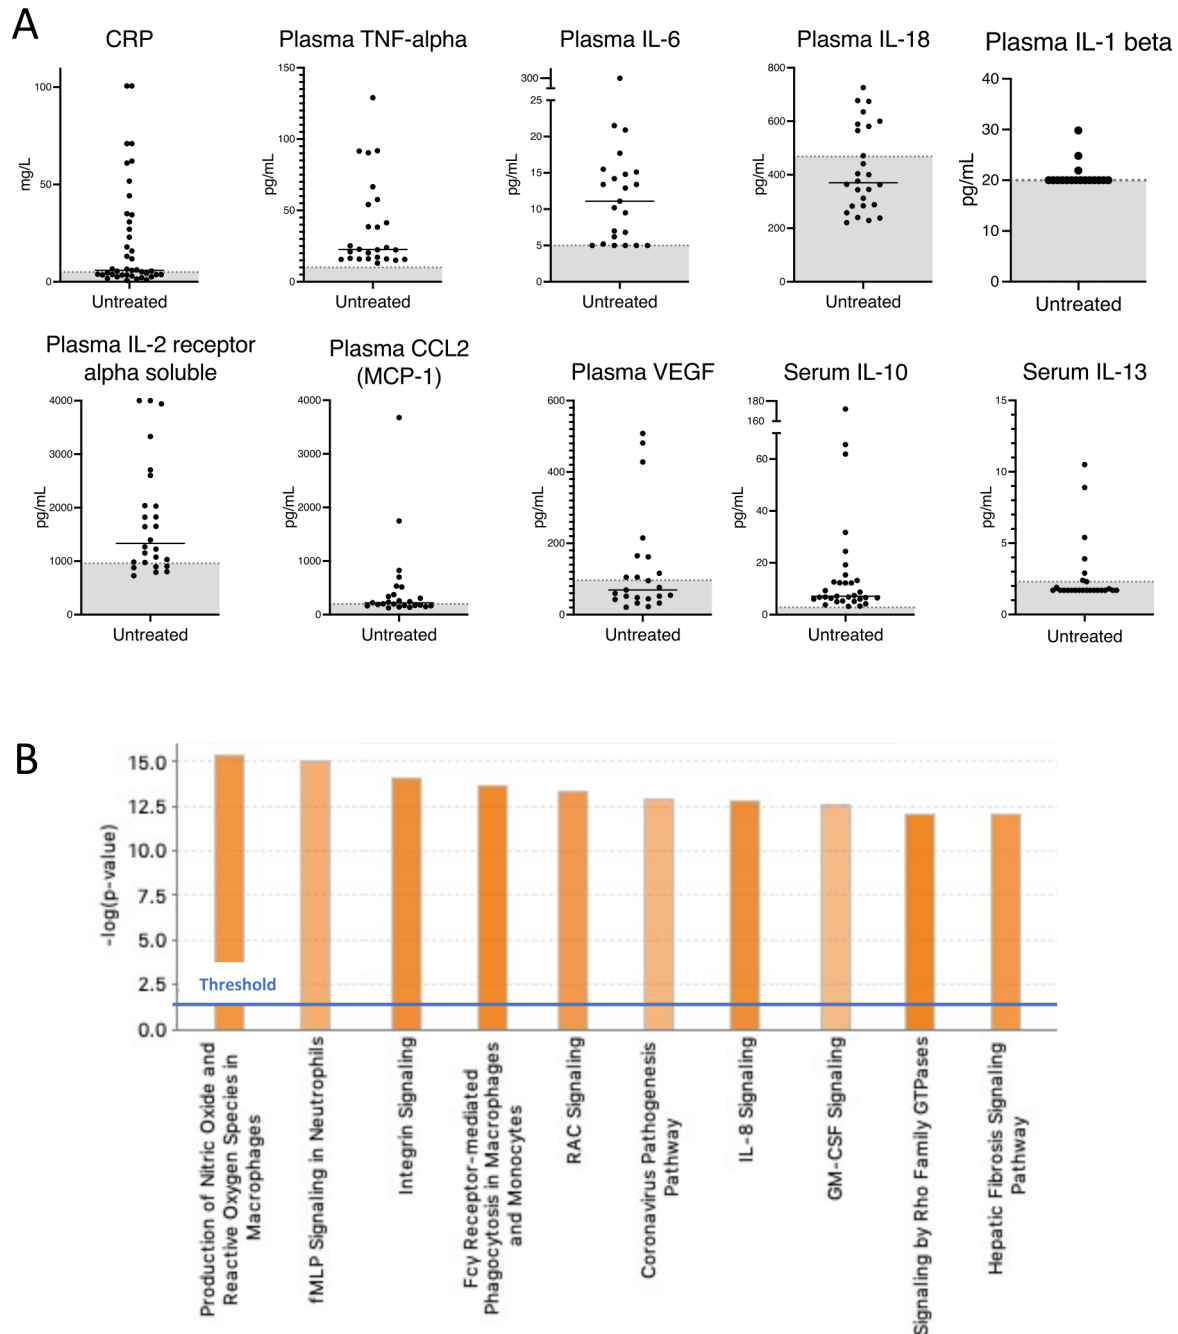 A
CRP
100
50
0
mg/L
Untreated
Plasma TNF-alpha
150
100
50
0
pg/mL
Untreated
Plasma IL-6
300
25
20
15
10
5
0
pg/mL
Untreated
Plasma IL-18
800
600
400
200
0
pg/mL
Untreated
Plasma IL-1 beta
40
30
20
10
0
pg/mL
Untreated
Plasma IL-2 receptor
alpha soluble
4000
3000
2000
1000
0
pg/mL
Untreated
Plasma CCL2
(MCP-1)
4000
3000
2000
1000
0
pg/mL
Untreated
Plasma VEGF
600
400
200
0
pg/mL
Untreated
Serum IL-10
180
160
60
40
20
0
pg/mL
Untreated
Serum IL-13
15
10
5
0
pg/mL
Untreated
B
15.0
12.5
10.0
7.5
5.0
2.5
0.0
-log(p-value)
Threshold
Production of Nitric Oxide and
Reactive Oxygen Species in
Macrophages
fMLP Signaling in Neutrophils
Integrin Signaling
Fcγ Receptor-mediated
Phagocytosis in Macrophages
and Monocytes
RAC Signaling
Coronavirus Pathogenesis
Pathway
IL-8 Signaling
GM-CSF Signaling
Signaling by Rho Family GTPases
Hepatic Fibrosis Signaling
Pathway